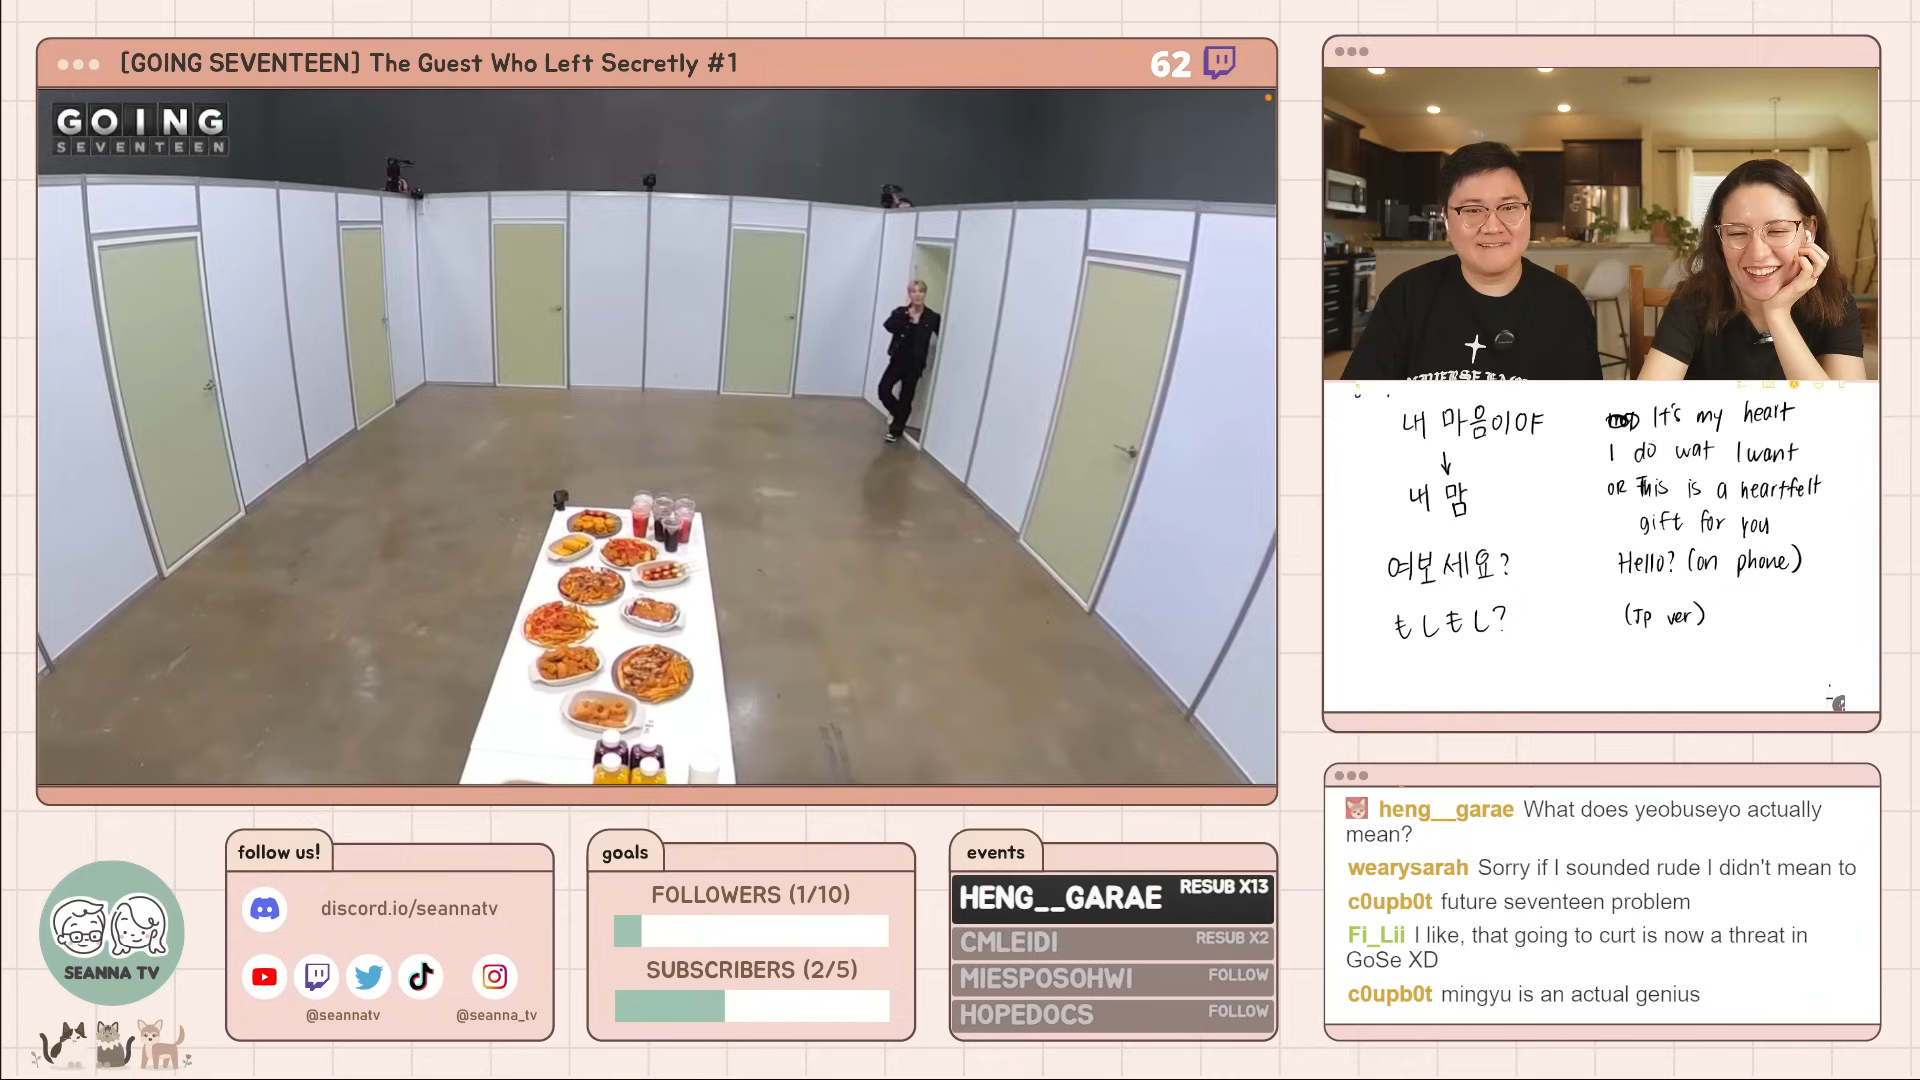 [GOING SEVENTEEN] The Guest Who Left Secretly #1
62
GOING
SEVENTEEN
내 마음이야
It's my heart
I do wat I want
↓
내 맘
OR This is a heartfelt
gift for you
여보세요?
Hello? (on phone)
もしもし?
(Jp ver)
heng__garae What does yeobuseyo actually
mean?
wearysarah Sorry if I sounded rude I didn't mean to
c0upb0t future seventeen problem
Fi_Lii I like, that going to curt is now a threat in
GoSe XD
c0upb0t mingyu is an actual genius
SEANNA TV
follow us!
discord.io/seannatv
@seannatv
@seanna_tv
goals
FOLLOWERS (1/10)
SUBSCRIBERS (2/5)
events
HENG__GARAE RESUB X13
CMLEIDI RESUB X2
MIESPOSOHWI FOLLOW
HOPEDOCS FOLLOW